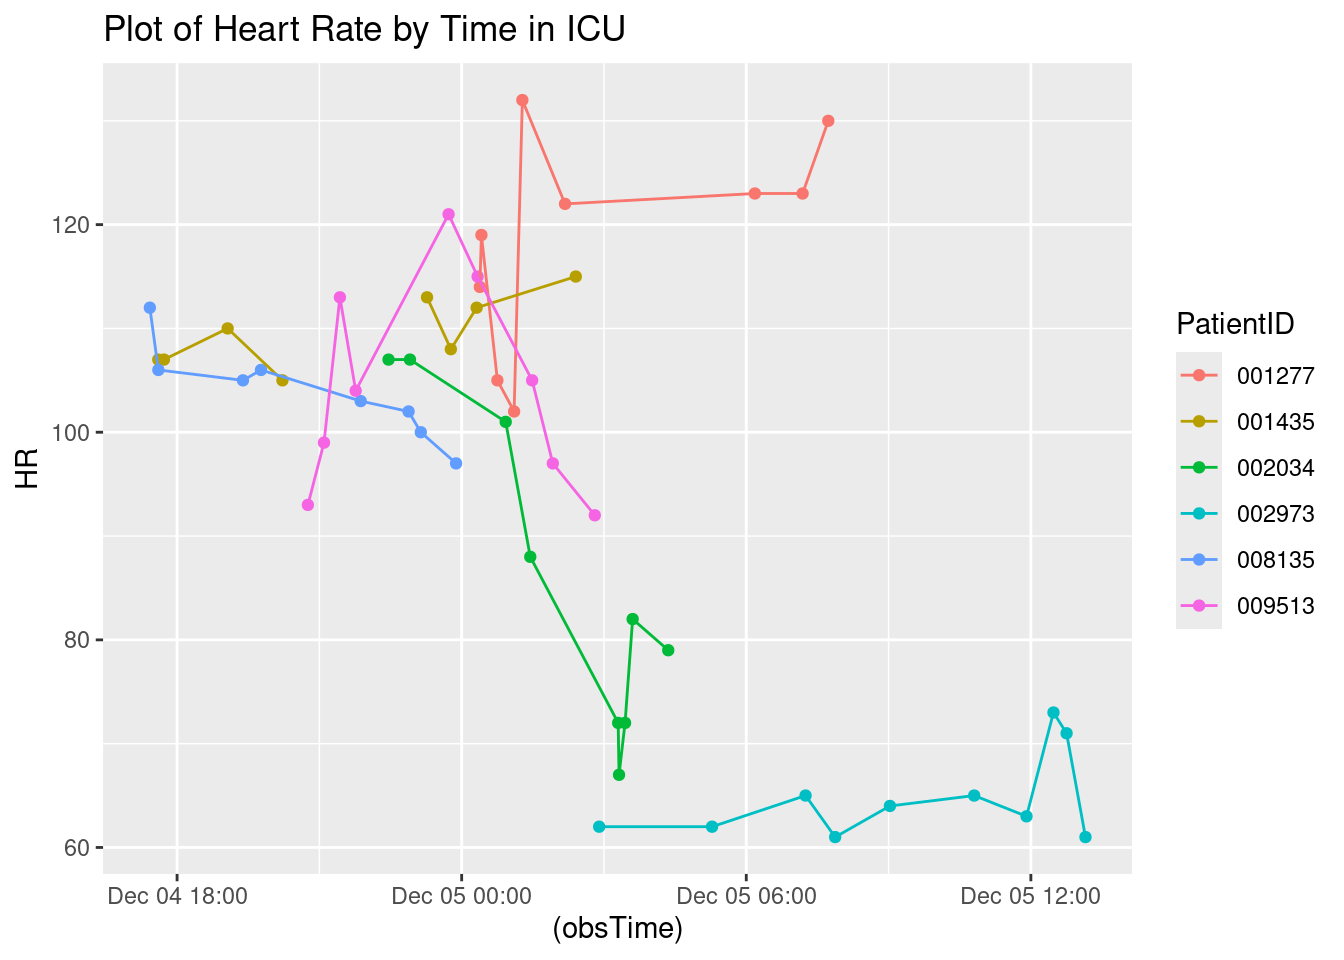 Plot of Heart Rate by Time in ICU
120
100
80
60
HR
Dec 04 18:00 Dec 05 00:00 Dec 05 06:00 Dec 05 12:00
(obsTime)
PatientID
001277
001435
002034
002973
008135
009513